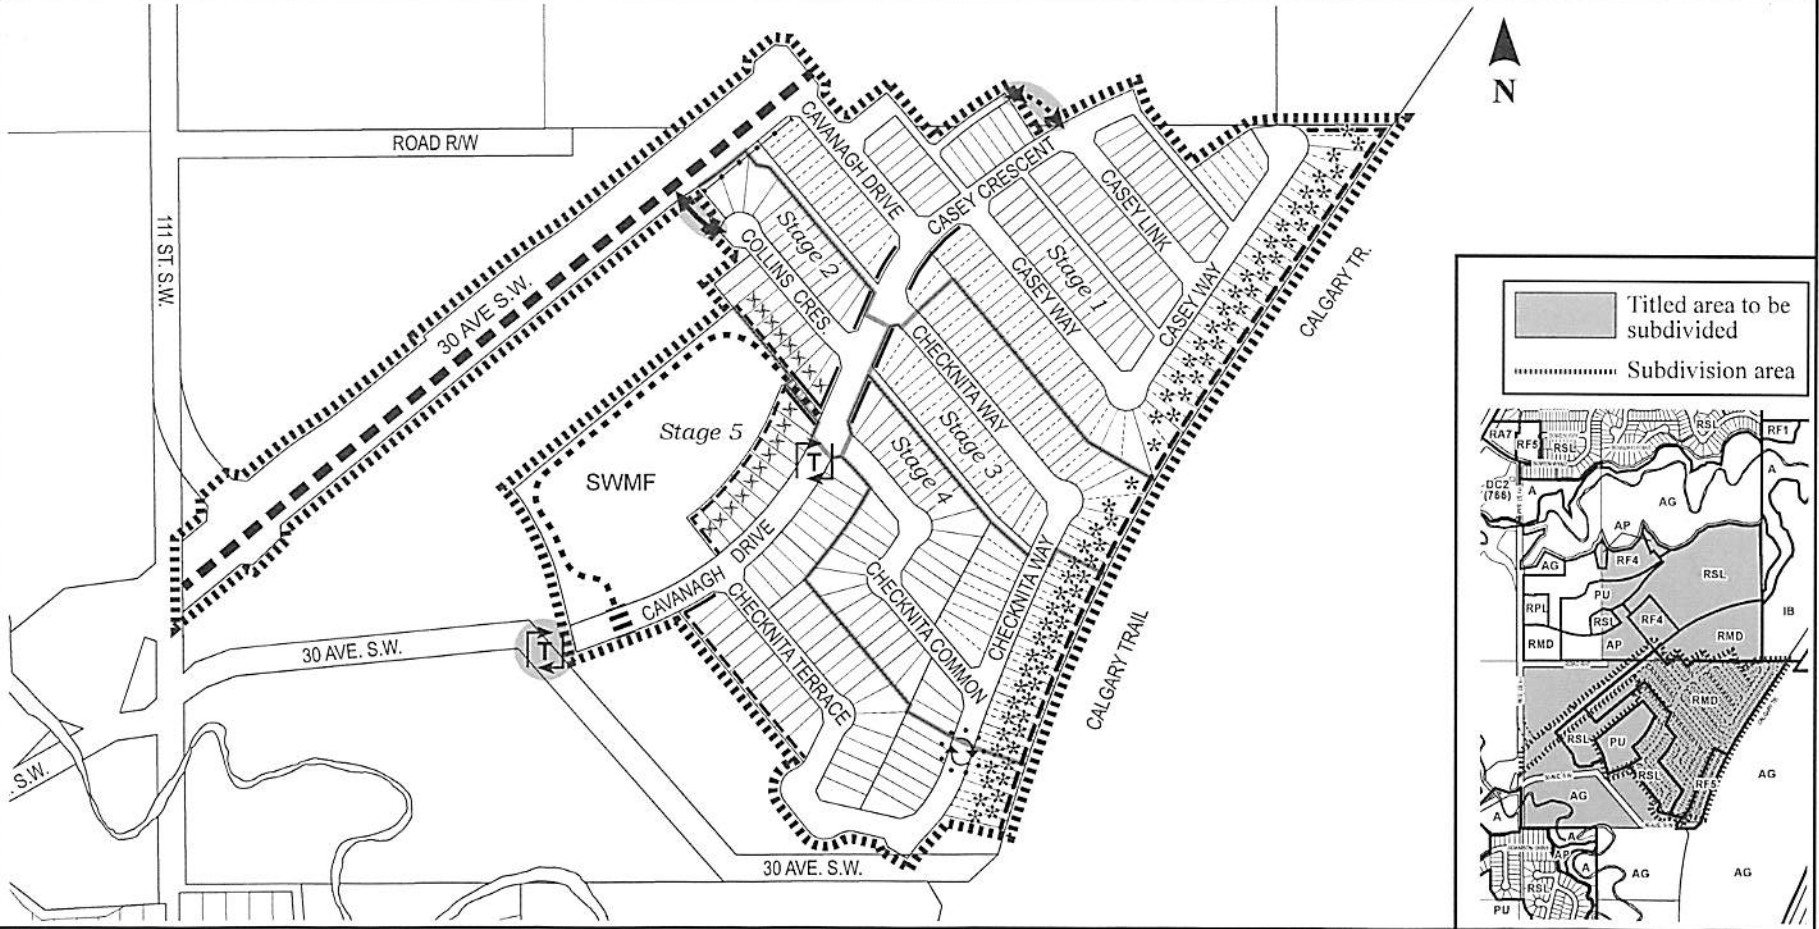 N
ROAD R/W
111 ST. S.W.
30 AVE S.W.
CAVANAGH DRIVE
CASEY CRESCENT
CASEY LINK
Stage 2
COLLINS CRES.
Stage 1
CASEY WAY
CASEY WAY
CALGARY TR.
CHECKNITA WAY
Stage 5
Stage 3
Stage 4
SWMF
T
CAVANAGH DRIVE
T
30 AVE. S.W.
CHECKNITA TERRACE
CHECKNITA COMMON
CHECKNITA WAY
CALGARY TRAIL
. S.W.
30 AVE. S.W.
Titled area to be
subdivided
Subdivision area
RA7
RF5
RSL
RSL
RF1
A
DC2
(766)
A
AG
AP
AG
RF4
RSL
PU
RPL
RSL
RF4
IB
RMD
AP
RMD
RMD
RSL
PU
RSL
RF5
AG
AG
A
A
AP
A
AG
AG
RSL
PU